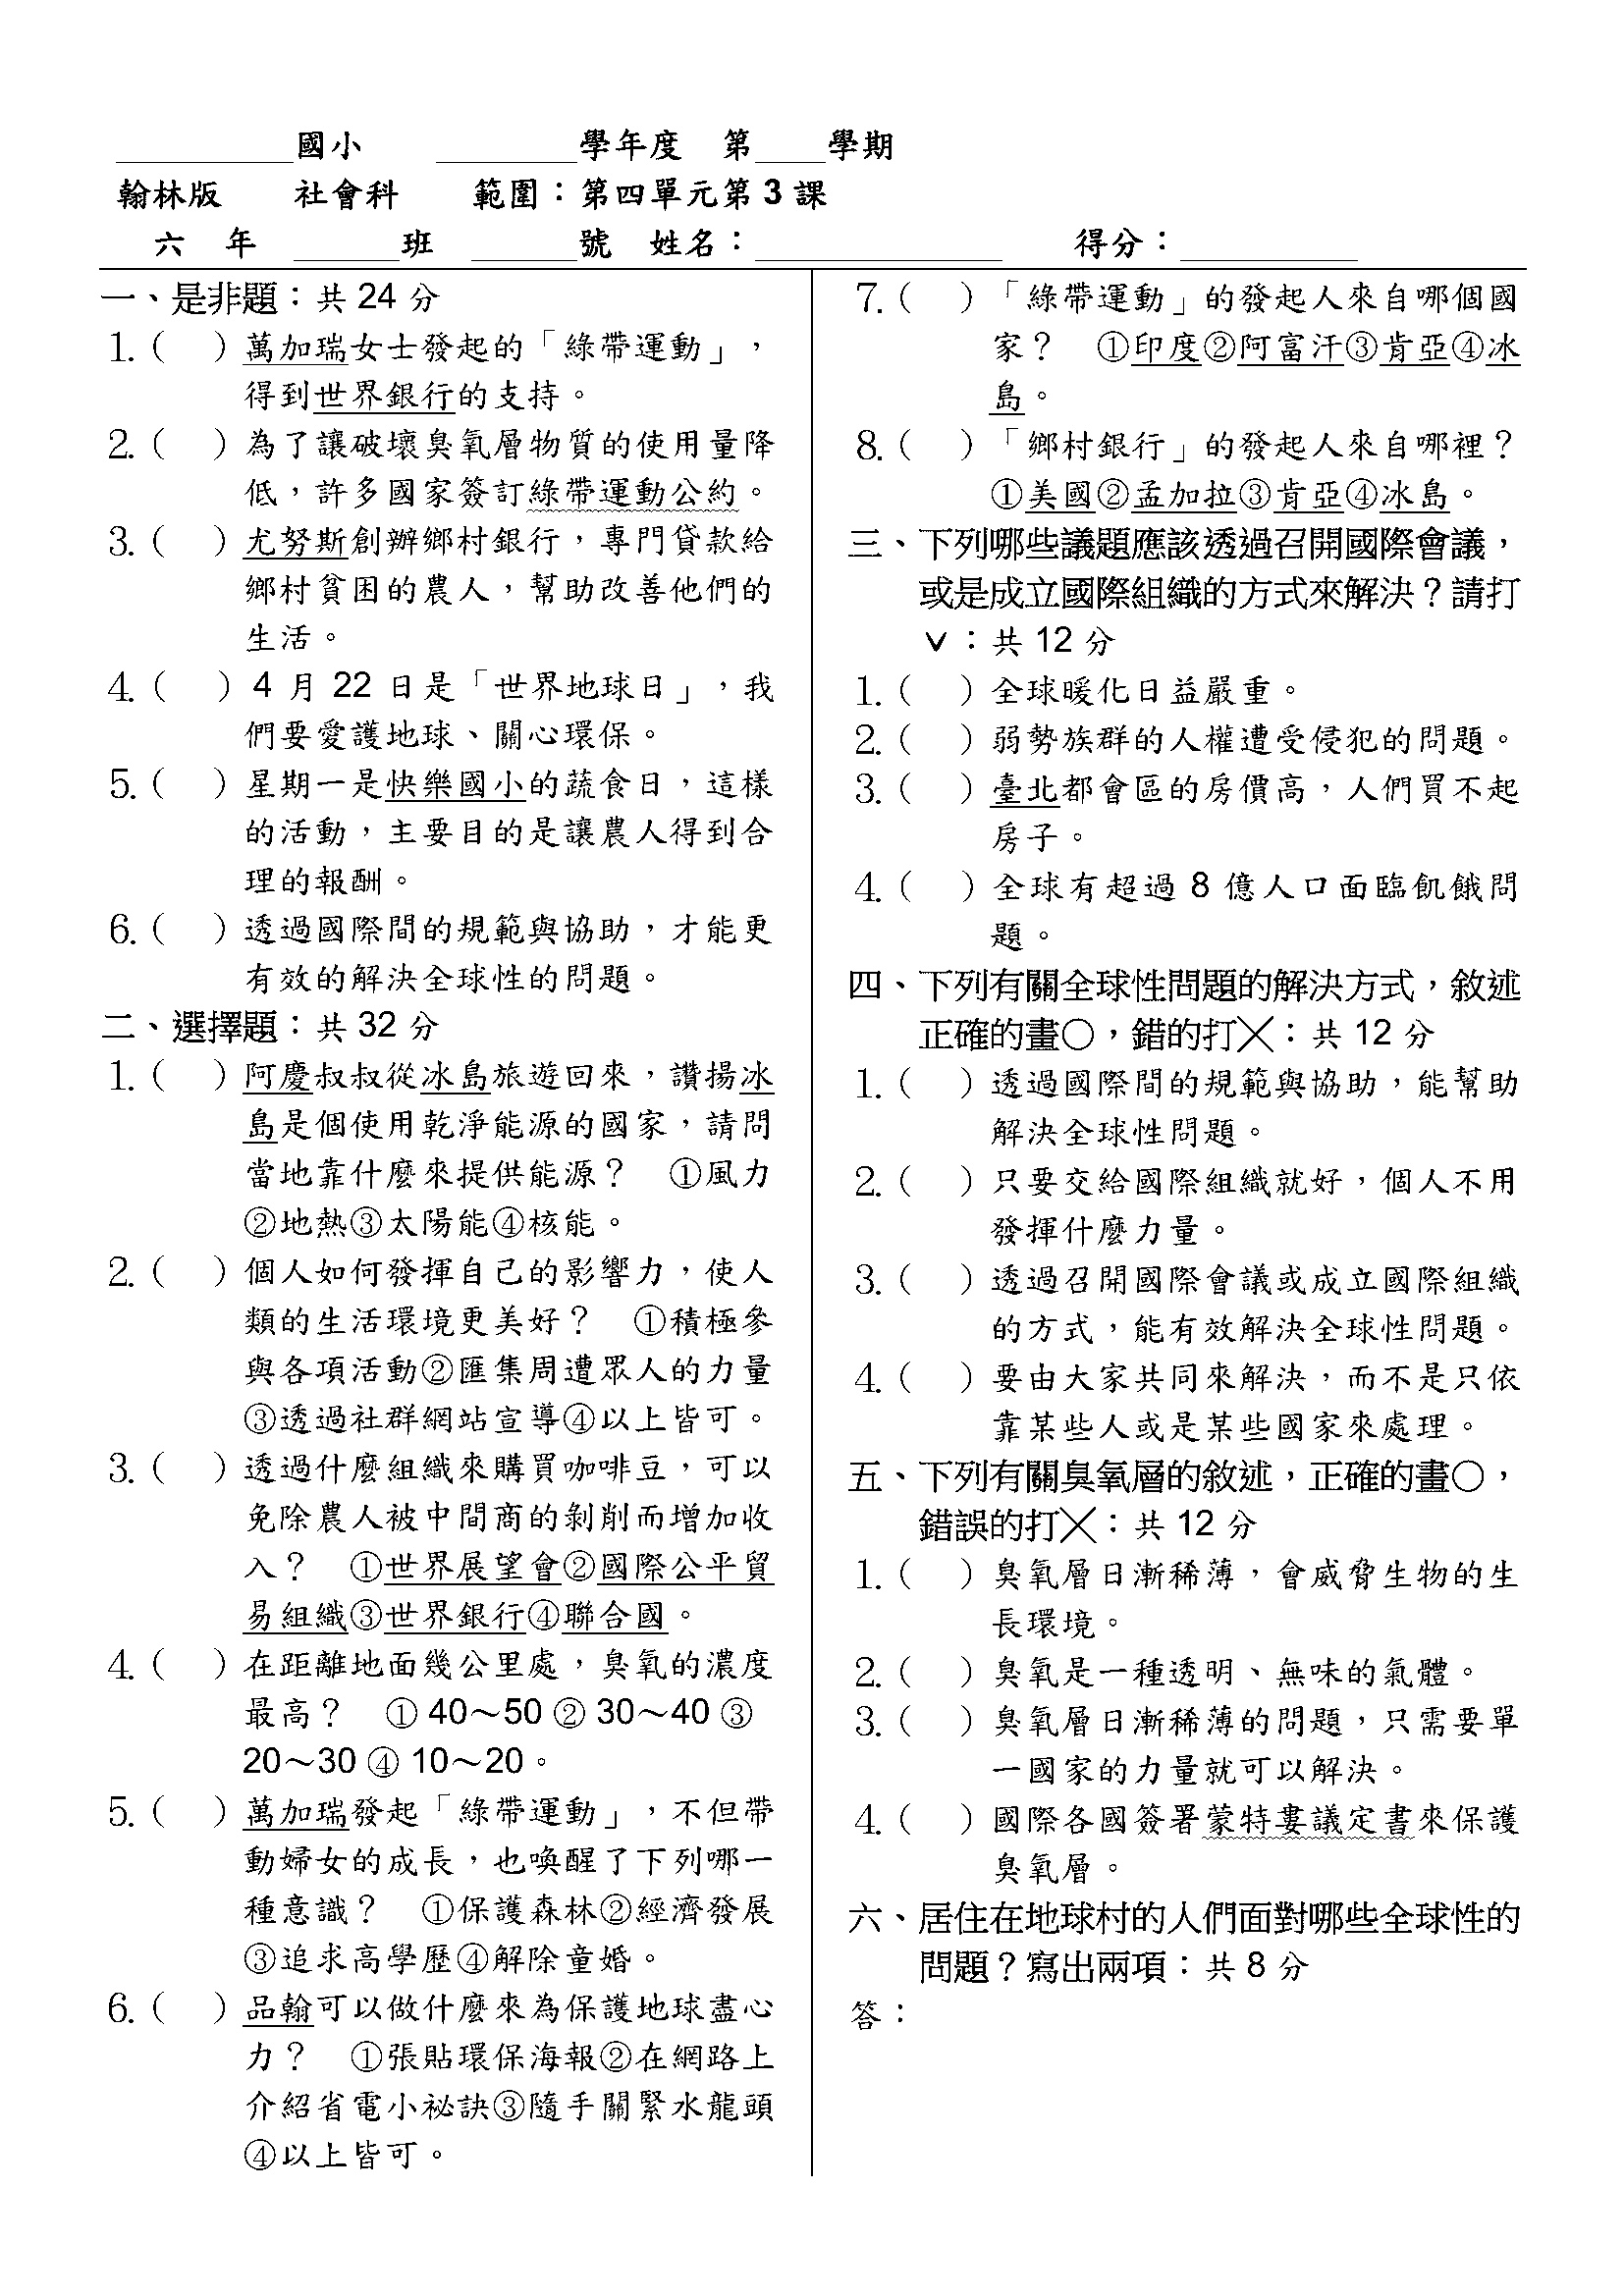 ＿＿＿＿＿國小　　＿＿＿＿學年度　第＿＿學期
翰林版　　社會科　　範圍：第四單元第 3 課
六　年　＿＿＿班　＿＿＿號　姓名：＿＿＿＿＿＿＿　　得分：＿＿＿＿＿
一、是非題：共 24 分
1.（　）萬加瑞女士發起的「綠帶運動」，
得到世界銀行的支持。
2.（　）為了讓破壞臭氧層物質的使用量降
低，許多國家簽訂綠帶運動公約。
3.（　）尤努斯創辦鄉村銀行，專門貸款給
鄉村貧困的農人，幫助改善他們的
生活。
4.（　）4 月 22 日是「世界地球日」，我
們要愛護地球、關心環保。
5.（　）星期一是快樂國小的蔬食日，這樣
的活動，主要目的是讓農人得到合
理的報酬。
6.（　）透過國際間的規範與協助，才能更
有效的解決全球性的問題。
二、選擇題：共 32 分
1.（　）阿慶叔叔從冰島旅遊回來，讚揚冰
島是個使用乾淨能源的國家，請問
當地靠什麼來提供能源？　①風力
②地熱③太陽能④核能。
2.（　）個人如何發揮自己的影響力，使人
類的生活環境更美好？　①積極參
與各項活動②匯集周遭眾人的力量
③透過社群網站宣導④以上皆可。
3.（　）透過什麼組織來購買咖啡豆，可以
免除農人被中間商的剝削而增加收
入？　①世界展望會②國際公平貿
易組織③世界銀行④聯合國。
4.（　）在距離地面幾公里處，臭氧的濃度
最高？　① 40～50 ② 30～40 ③
20～30 ④ 10～20。
5.（　）萬加瑞發起「綠帶運動」，不但帶
動婦女的成長，也喚醒了下列哪一
種意識？　①保護森林②經濟發展
③追求高學歷④解除童婚。
6.（　）品翰可以做什麼來為保護地球盡心
力？　①張貼環保海報②在網路上
介紹省電小祕訣③隨手關緊水龍頭
④以上皆可。
7.（　）「綠帶運動」的發起人來自哪個國
家？　①印度②阿富汗③肯亞④冰
島。
8.（　）「鄉村銀行」的發起人來自哪裡？
①美國②孟加拉③肯亞④冰島。
三、下列哪些議題應該透過召開國際會議，
或是成立國際組織的方式來解決？請打
ˇ：共 12 分
1.（　）全球暖化日益嚴重。
2.（　）弱勢族群的人權遭受侵犯的問題。
3.（　）臺北都會區的房價高，人們買不起
房子。
4.（　）全球有超過 8 億人口面臨飢餓問
題。
四、下列有關全球性問題的解決方式，敘述
正確的畫○，錯的打╳：共 12 分
1.（　）透過國際間的規範與協助，能幫助
解決全球性問題。
2.（　）只要交給國際組織就好，個人不用
發揮什麼力量。
3.（　）透過召開國際會議或成立國際組織
的方式，能有效解決全球性問題。
4.（　）要由大家共同來解決，而不是只依
靠某些人或是某些國家來處理。
五、下列有關臭氧層的敘述，正確的畫○，
錯誤的打╳：共 12 分
1.（　）臭氧層日漸稀薄，會威脅生物的生
長環境。
2.（　）臭氧是一種透明、無味的氣體。
3.（　）臭氧層日漸稀薄的問題，只需要單
一國家的力量就可以解決。
4.（　）國際各國簽署蒙特婁議定書來保護
臭氧層。
六、居住在地球村的人們面對哪些全球性的
問題？寫出兩項：共 8 分
答：